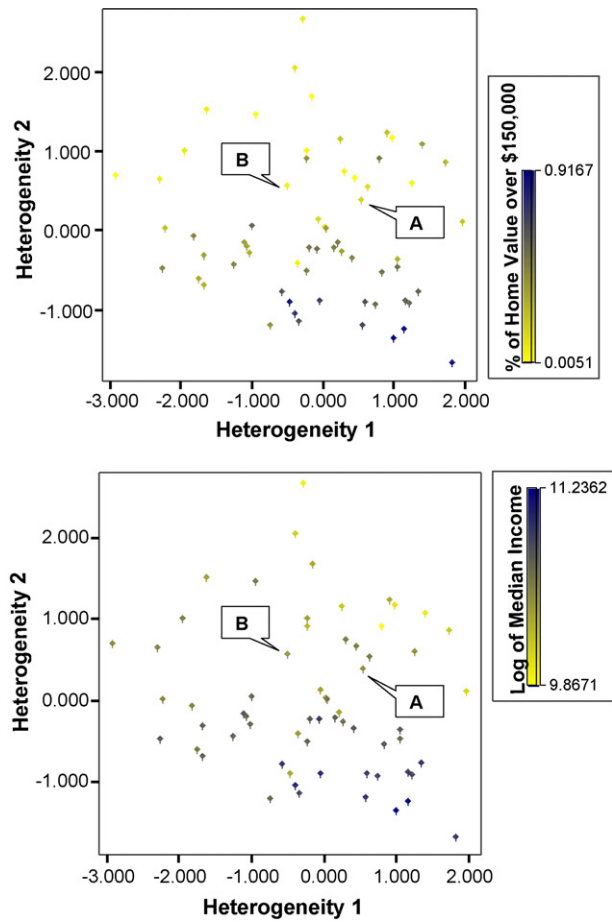 2.000
1.000
0.000
-1.000
Heterogeneity 2
B
A
-3.000 -2.000 -1.000 0.000 1.000 2.000
Heterogeneity 1
% of Home Value over $150,000
0.9167
0.0051
2.000
1.000
0.000
-1.000
Heterogeneity 2
B
A
-3.000 -2.000 -1.000 0.000 1.000 2.000
Heterogeneity 1
Log of Median Income
11.2362
9.8671